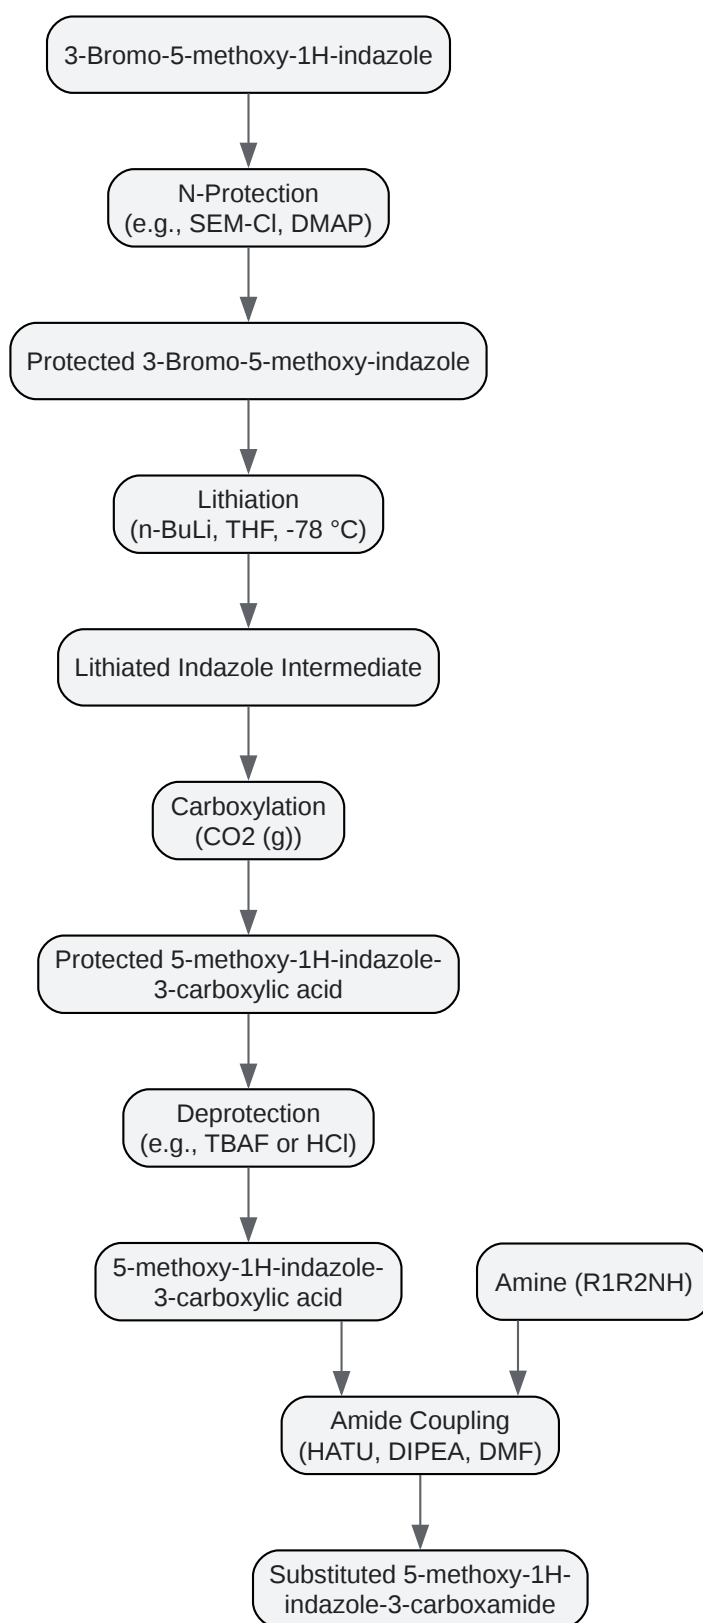 3-Bromo-5-methoxy-1H-indazole
N-Protection
(e.g., SEM-Cl, DMAP)
Protected 3-Bromo-5-methoxy-indazole
Lithiation
(n-BuLi, THF, -78 °C)
Lithiated Indazole Intermediate
Carboxylation
(CO2 (g))
Protected 5-methoxy-1H-indazole-
3-carboxylic acid
Deprotection
(e.g., TBAF or HCl)
5-methoxy-1H-indazole-
3-carboxylic acid
Amine (R1R2NH)
Amide Coupling
(HATU, DIPEA, DMF)
Substituted 5-methoxy-1H-
indazole-3-carboxamide